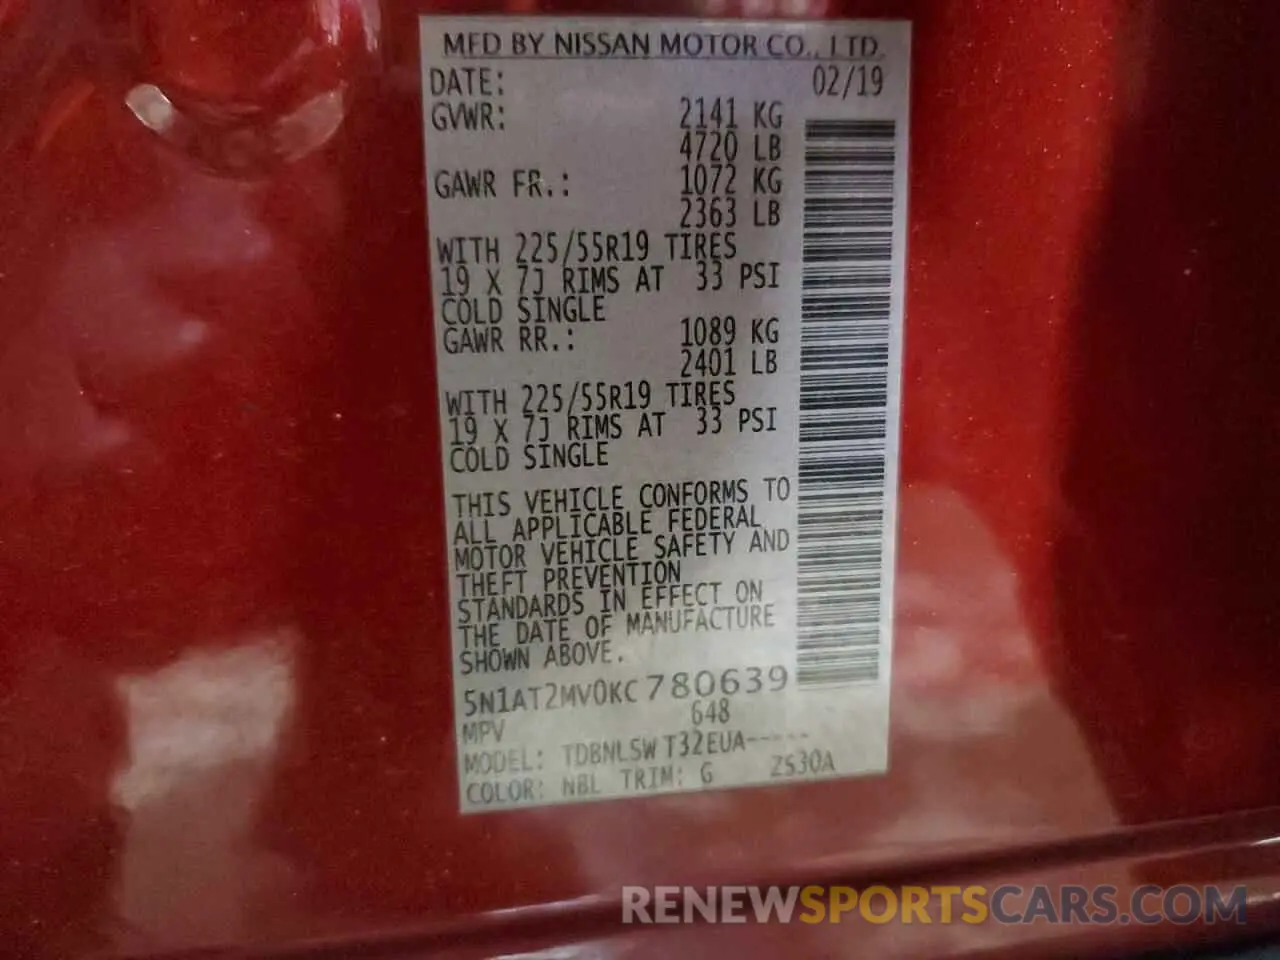 MFD BY NISSAN MOTOR CO., LTD.
DATE: 02/19
GVWR: 2141 KG
4720 LB
GAWR FR.: 1072 KG
2363 LB
WITH 225/55R19 TIRES
19 X 7J RIMS AT 33 PSI
COLD SINGLE
GAWR RR.: 1089 KG
2401 LB
WITH 225/55R19 TIRES
19 X 7J RIMS AT 33 PSI
COLD SINGLE
THIS VEHICLE CONFORMS TO
ALL APPLICABLE FEDERAL
MOTOR VEHICLE SAFETY AND
THEFT PREVENTION
STANDARDS IN EFFECT ON
THE DATE OF MANUFACTURE
SHOWN ABOVE.
5N1AT2MV0KC780639
MPV 648
MODEL: TDBNLSW T32EUA-----
COLOR: NBL TRIM: G ZS30A
RENEWSPORTSCARS.COM